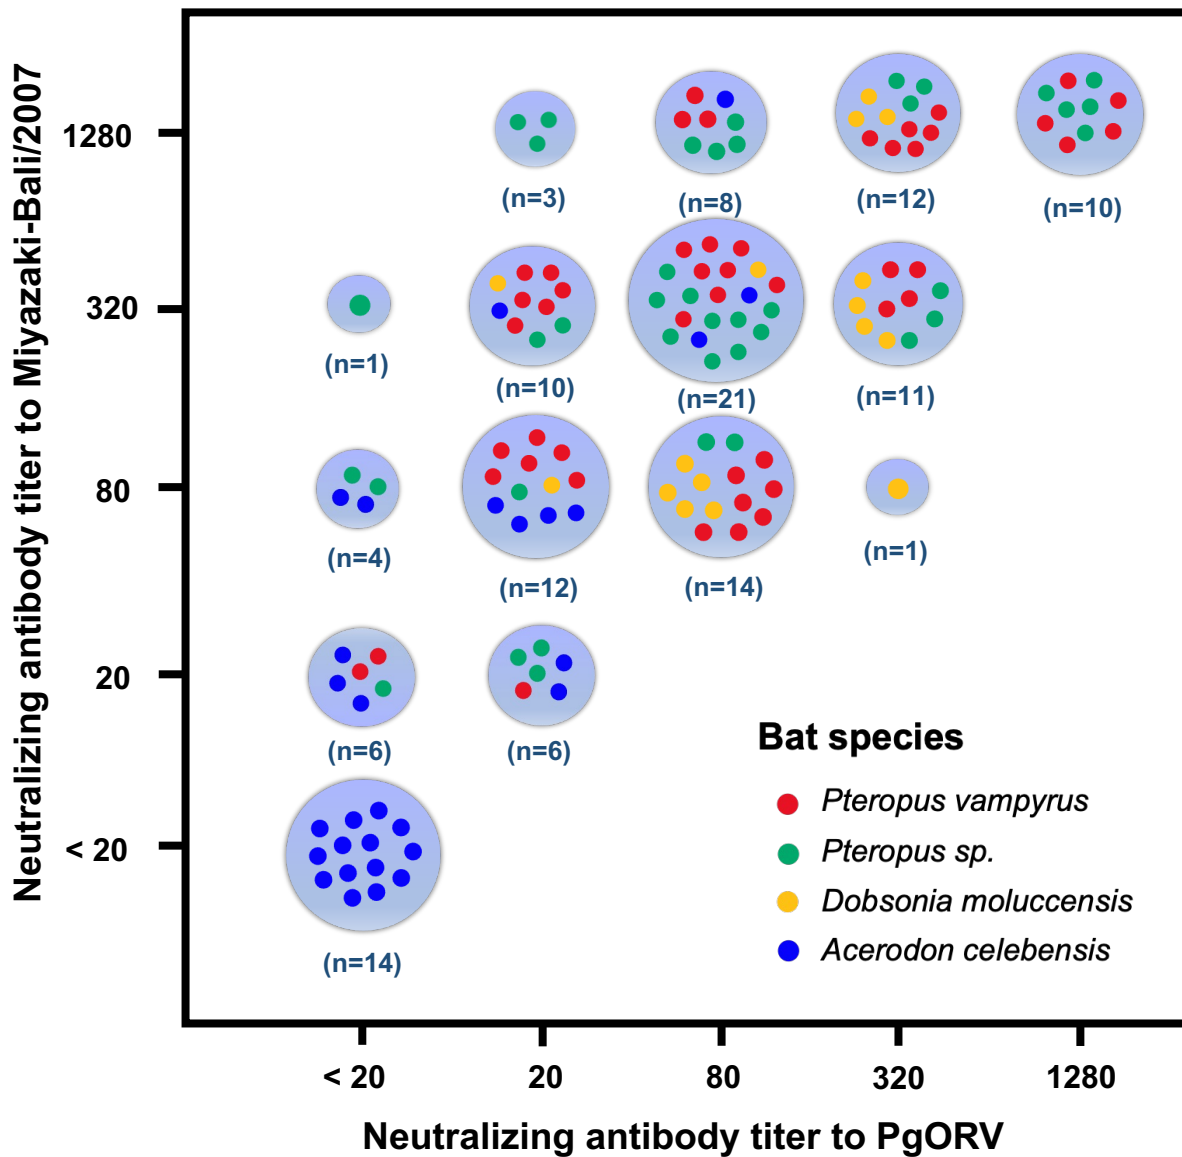 Neutralizing antibody titer to Miyazaki-Bali/2007
1280
(n=3)
(n=8)
(n=12)
(n=10)
320
(n=1)
(n=10)
(n=21)
(n=11)
80
(n=4)
(n=12)
(n=14)
(n=1)
20
(n=6)
(n=6)
< 20
(n=14)
Bat species
Pteropus vampyrus
Pteropus sp.
Dobsonia moluccensis
Acerodon celebensis
< 20
20
80
320
1280
Neutralizing antibody titer to PgORV